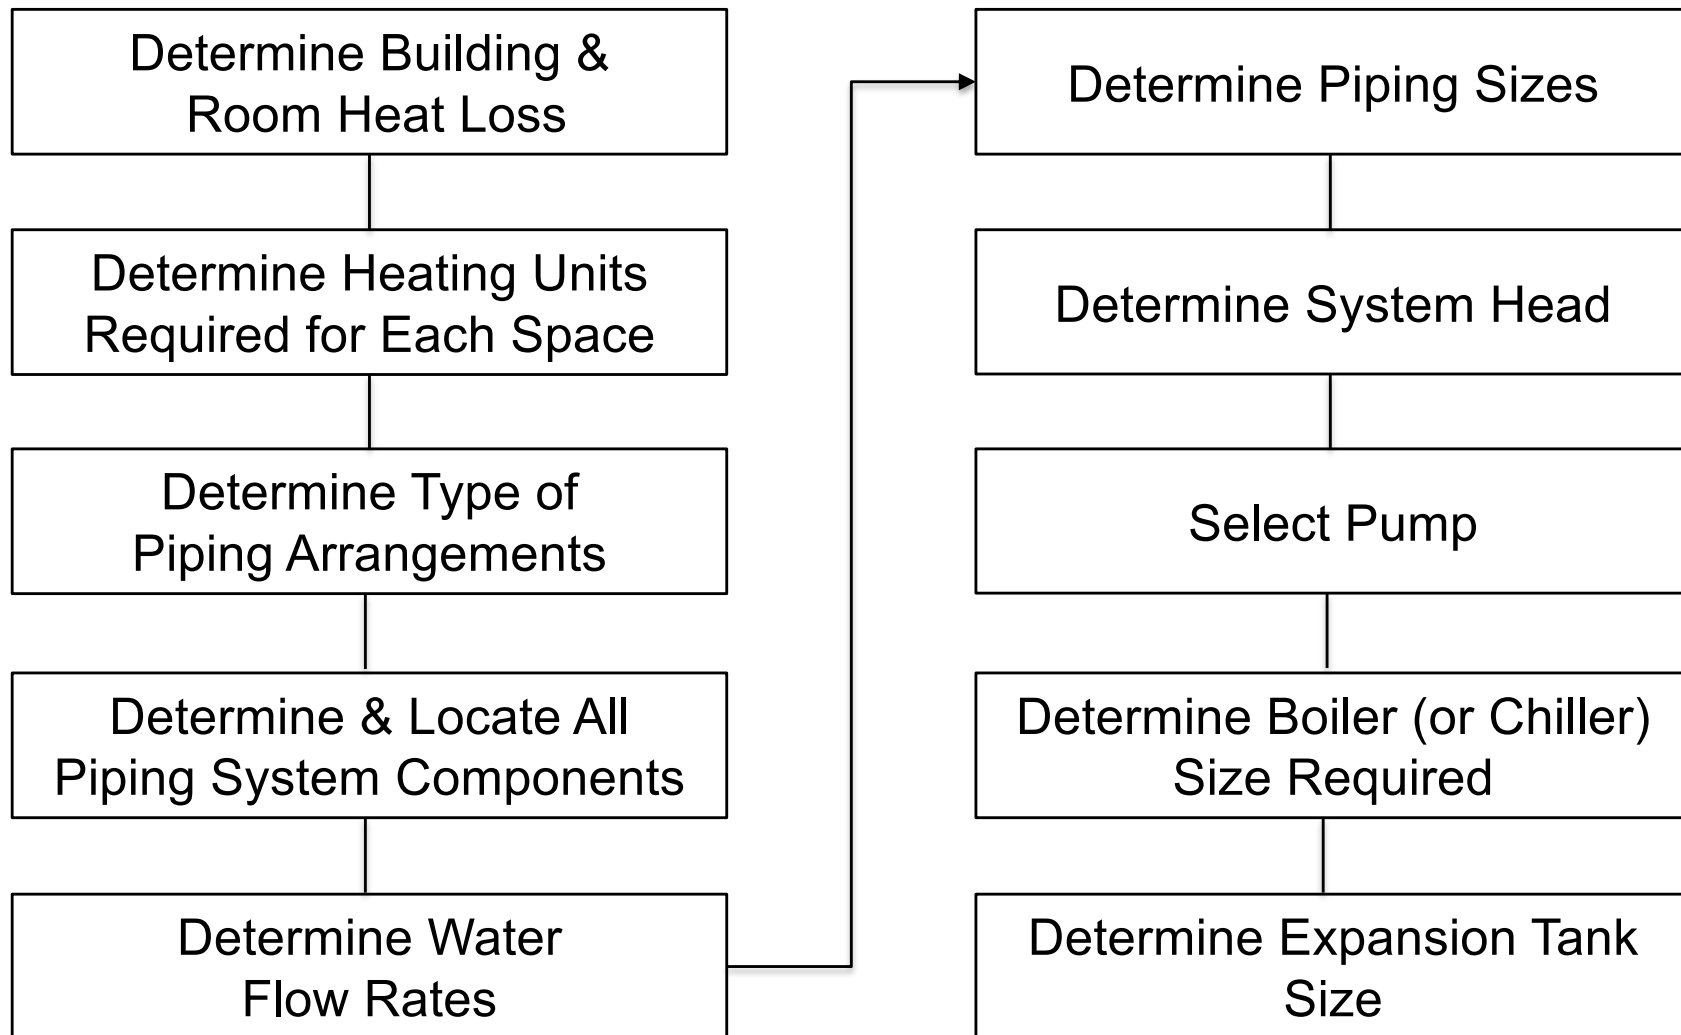 Determine Building &
Room Heat Loss
Determine Heating Units
Required for Each Space
Determine Type of
Piping Arrangements
Determine & Locate All
Piping System Components
Determine Water
Flow Rates
Determine Piping Sizes
Determine System Head
Select Pump
Determine Boiler (or Chiller)
Size Required
Determine Expansion Tank
Size